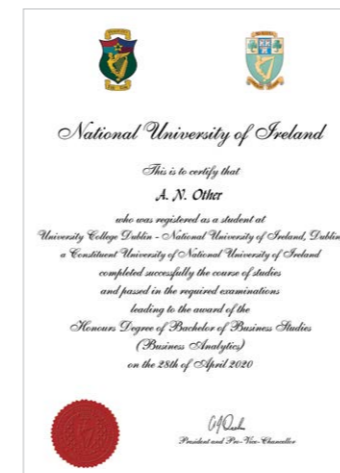 National University of Ireland
This is to certify that
A. N. Other
who was registered as a student at
University College Dublin - National University of Ireland, Dublin
a Constituent University of National University of Ireland
completed successfully the course of studies
and passed in the required examinations
leading to the award of the
Honours Degree of Bachelor of Business Studies
(Business Analytics)
on the 28th of April 2020
President and Pro-Vice-Chancellor